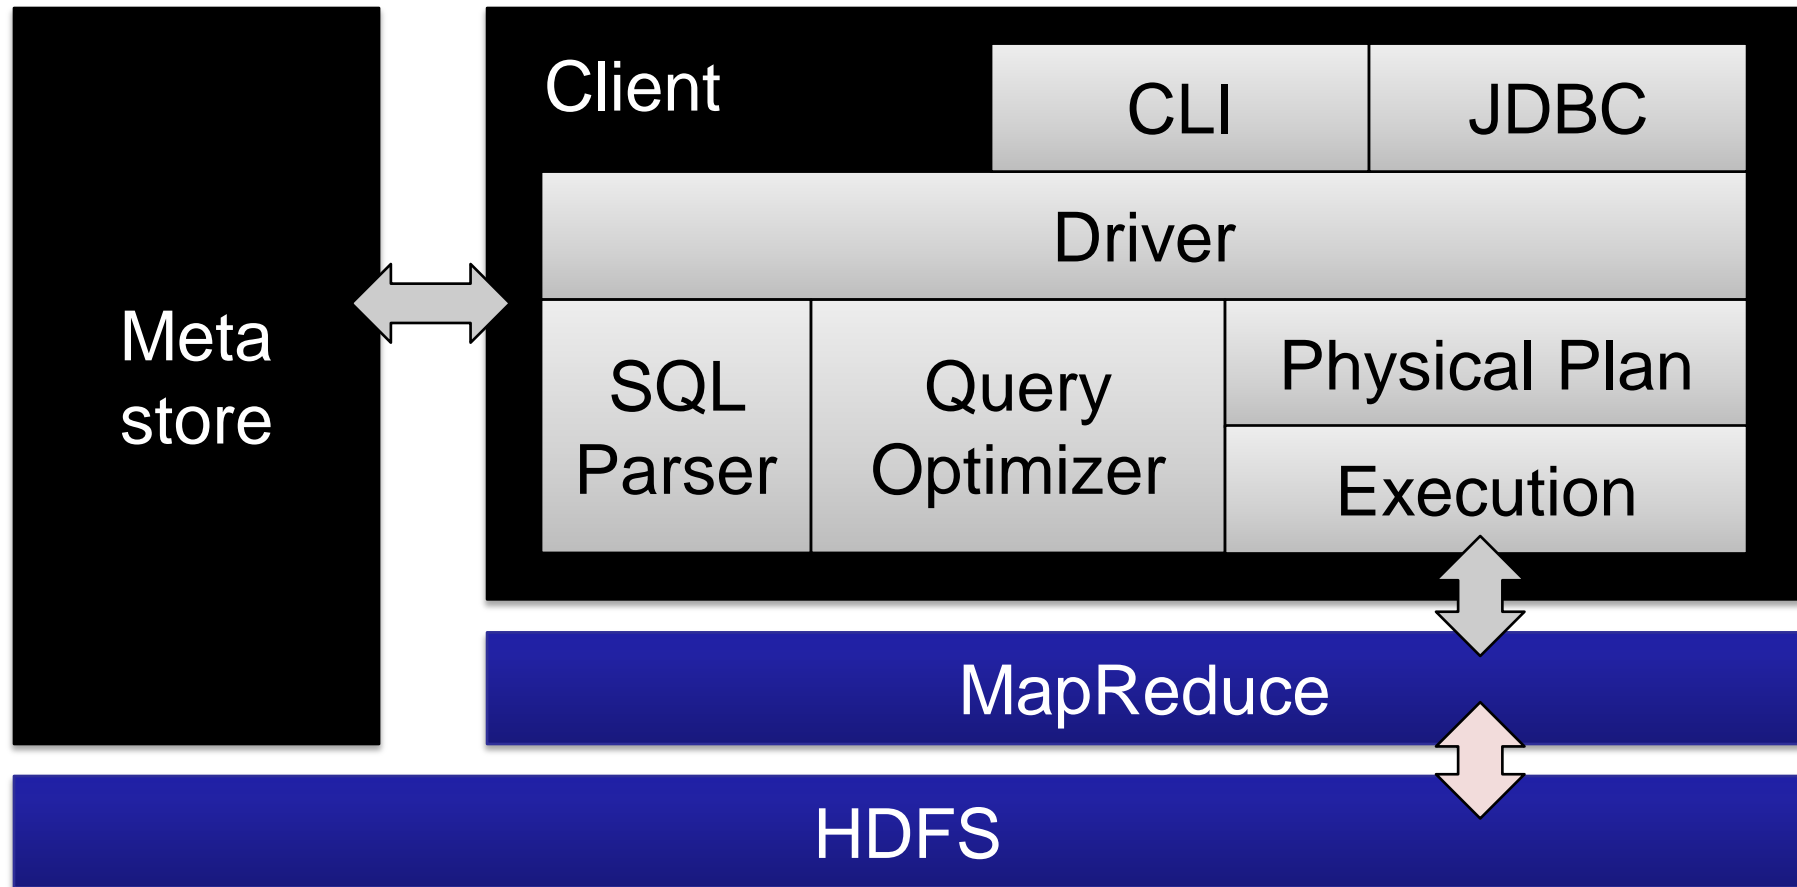 Client
CLI
JDBC
Driver
Meta
store
SQL
Parser
Query
Optimizer
Physical Plan
Execution
MapReduce
HDFS